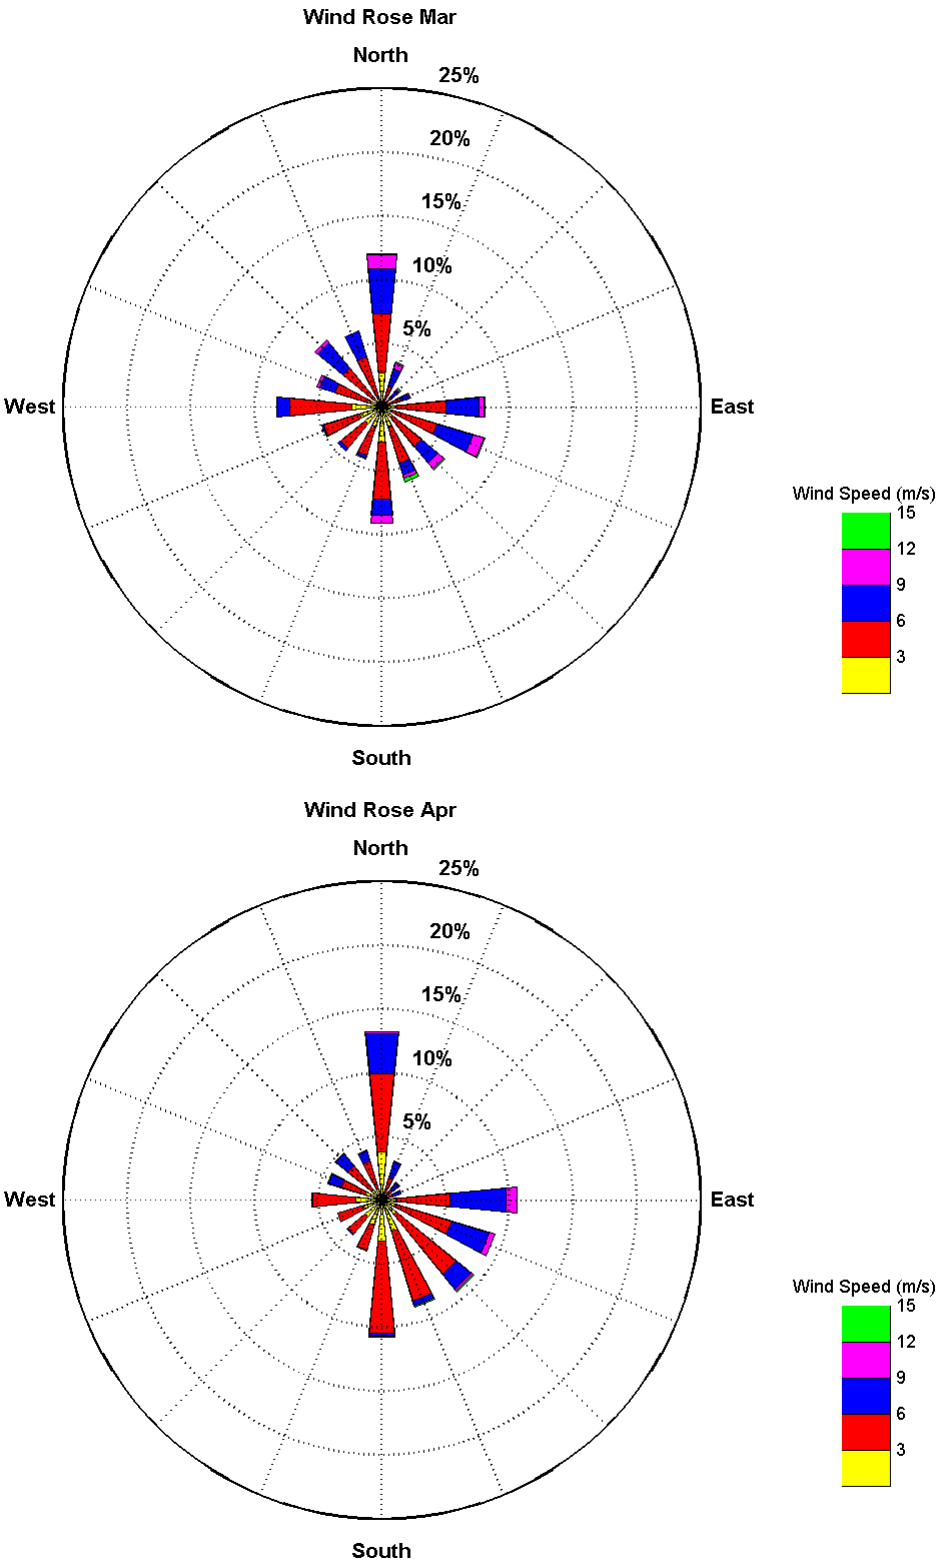 Wind Rose Mar
North
25%
20%
15%
10%
5%
West
East
South
Wind Speed (m/s)
15
12
9
6
3
Wind Rose Apr
North
25%
20%
15%
10%
5%
West
East
South
Wind Speed (m/s)
15
12
9
6
3